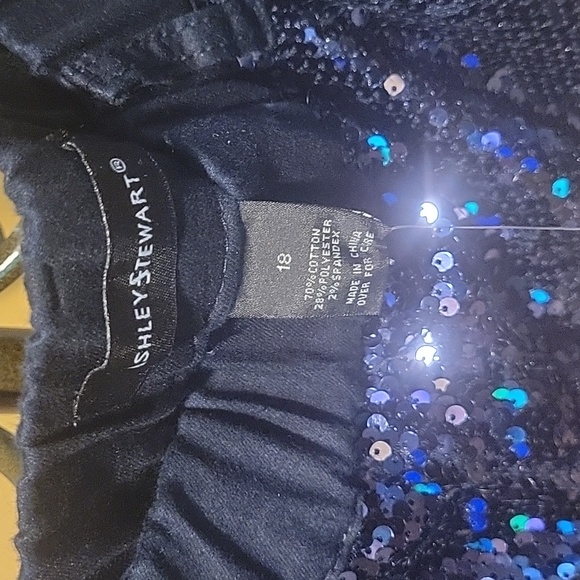 ASHLEY STEWART®
18
70% COTTON
28% POLYESTER
2% SPANDEX
MADE IN CHINA
OVER FOR CARE